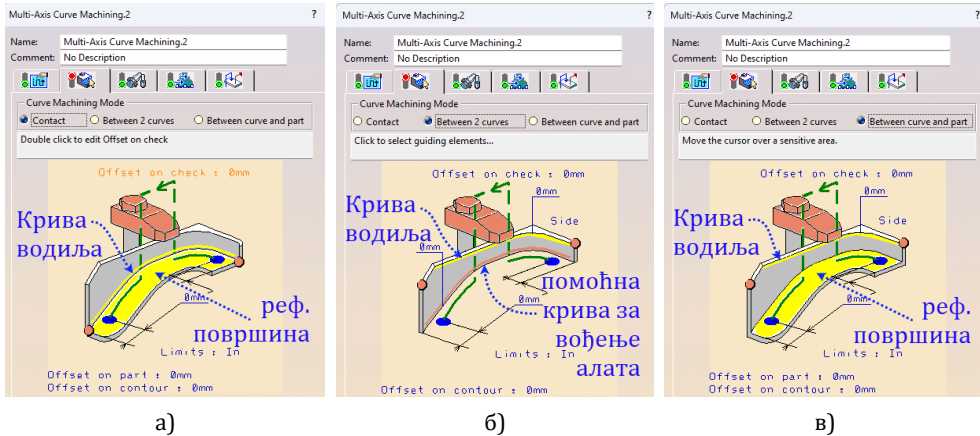 Multi-Axis Curve Machining.2 ?
Name: Multi-Axis Curve Machining.2
Comment: No Description
Curve Machining Mode
Contact Between 2 curves Between curve and part
Double click to edit Offset on check
Offset on check : 0mm
Крива
водиља
0mm
реф.
површина
Limits : In
Offset on part : 0mm
Offset on contour : 0mm
а)
Multi-Axis Curve Machining.2 ?
Name: Multi-Axis Curve Machining.2
Comment: No Description
Curve Machining Mode
Contact Between 2 curves Between curve and part
Click to select guiding elements...
Offset on check : 0mm
0mm
Side
Крива
водиља
0mm
помоћна
0mm
крива за
вођење
Limits : In
алата
Offset on contour : 0mm
б)
Multi-Axis Curve Machining.2 ?
Name: Multi-Axis Curve Machining.2
Comment: No Description
Curve Machining Mode
Contact Between 2 curves Between curve and part
Move the cursor over a sensitive area.
Offset on check : 0mm
0mm
Side
Крива
водиља
0mm
реф.
површина
Limits : In
Offset on part : 0mm
Offset on contour : 0mm
в)